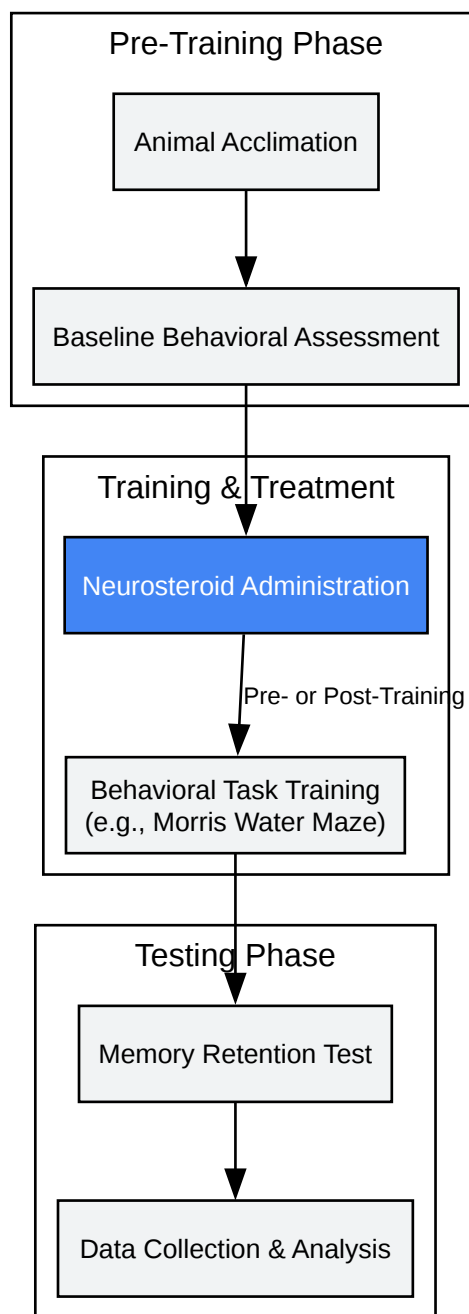 Pre-Training Phase
Animal Acclimation
Baseline Behavioral Assessment
Training & Treatment
Neurosteroid Administration
Pre- or Post-Training
Behavioral Task Training
(e.g., Morris Water Maze)
Testing Phase
Memory Retention Test
Data Collection & Analysis